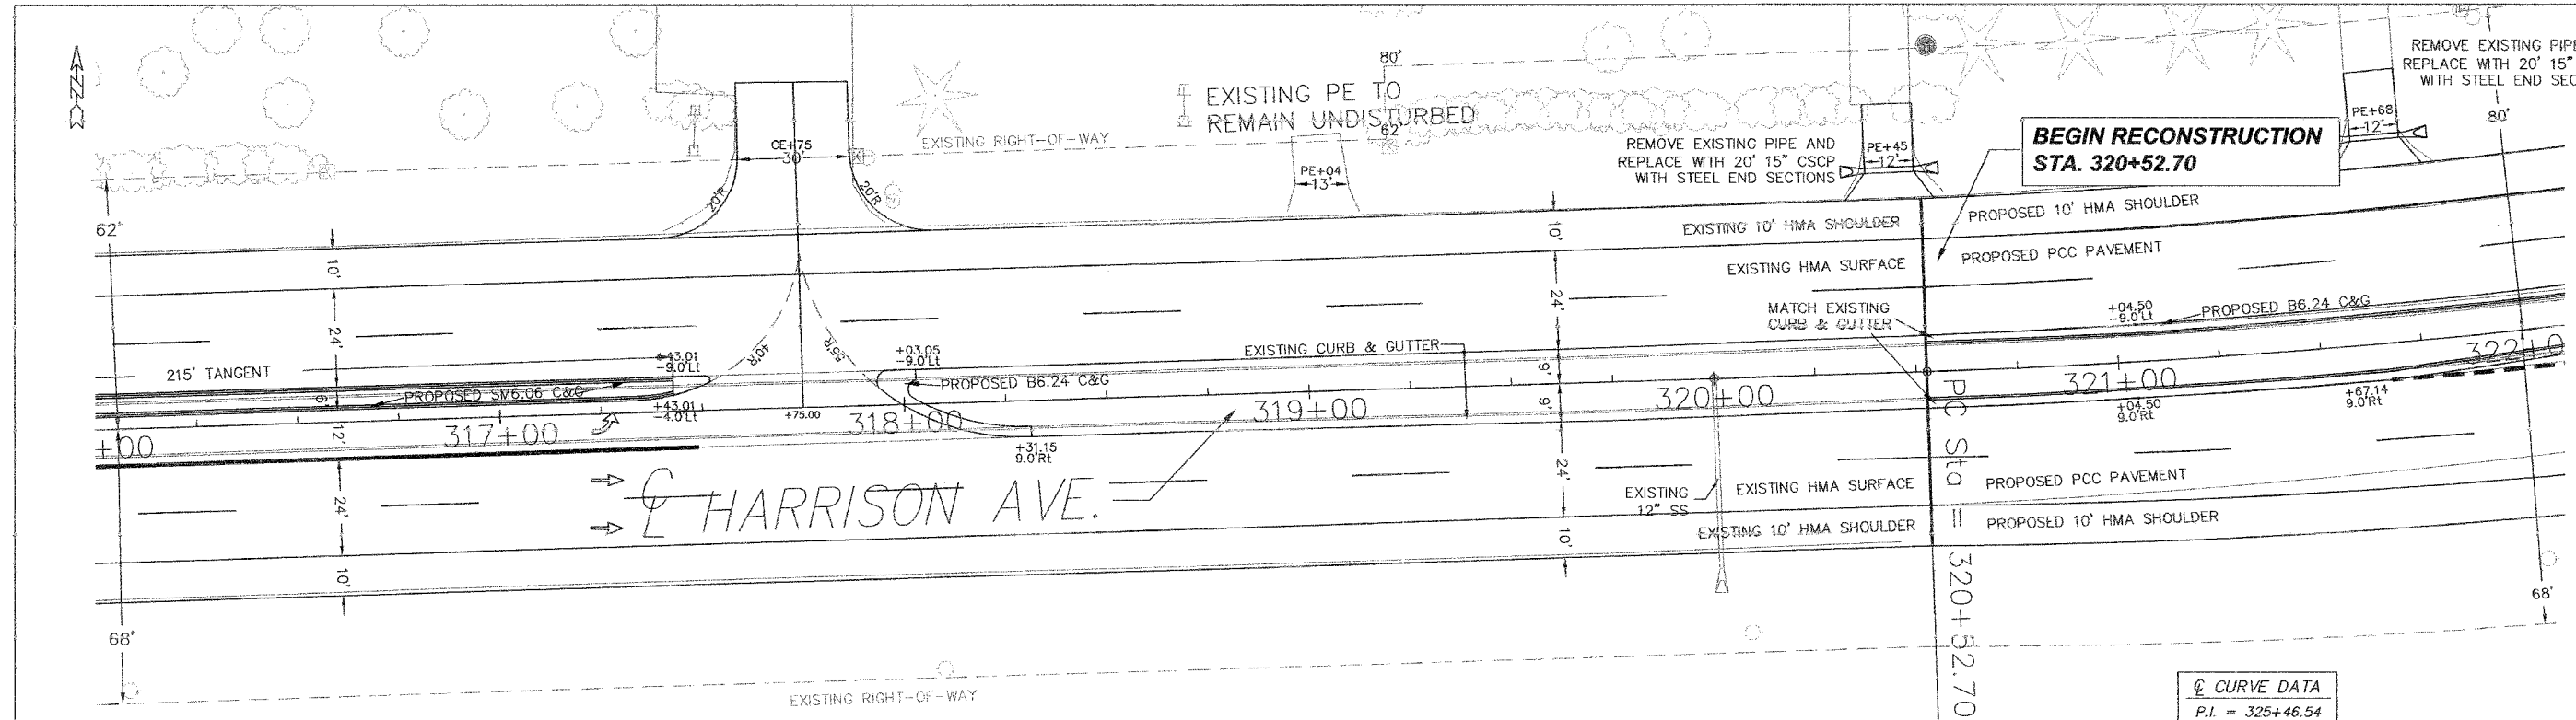 80'
EXISTING PE TO
REMAIN UNDISTURBED
62'
EXISTING RIGHT-OF-WAY
CE+75
30'
20'R
20'R
PE+04
13'
REMOVE EXISTING PIPE AND
REPLACE WITH 20' 15" CSCP
WITH STEEL END SECTIONS
PE+45
12'
BEGIN RECONSTRUCTION
STA. 320+52.70
PE+68
12'
REMOVE EXISTING PIPE
REPLACE WITH 20' 15"
WITH STEEL END SEC
80'
62'
10'
24'
10'
24'
EXISTING 10' HMA SHOULDER
PROPOSED 10' HMA SHOULDER
EXISTING HMA SURFACE
PROPOSED PCC PAVEMENT
MATCH EXISTING
CURB & GUTTER
+04.50
-9.0'Lt
PROPOSED B6.24 C&G
215' TANGENT
+43.01
-9.0'Lt
40'R
55'R
+03.05
-9.0'Lt
EXISTING CURB & GUTTER
PROPOSED SM6.06 C&G
PROPOSED B6.24 C&G
6'
9'
9'
+43.01
-4.0'Lt
+75.00
+00
317+00
318+00
319+00
320+00
321+00
322+0
+04.50
9.0'Rt
+67.14
9.0'Rt
12'
24'
10'
+31.15
9.0'Rt
℄ HARRISON AVE.
24'
10'
EXISTING
12" SS
EXISTING HMA SURFACE
PROPOSED PCC PAVEMENT
EXISTING 10' HMA SHOULDER
PROPOSED 10' HMA SHOULDER
PC Sta = 320+52.70
68'
68'
EXISTING RIGHT-OF-WAY
℄ CURVE DATA
P.I. = 325+46.54